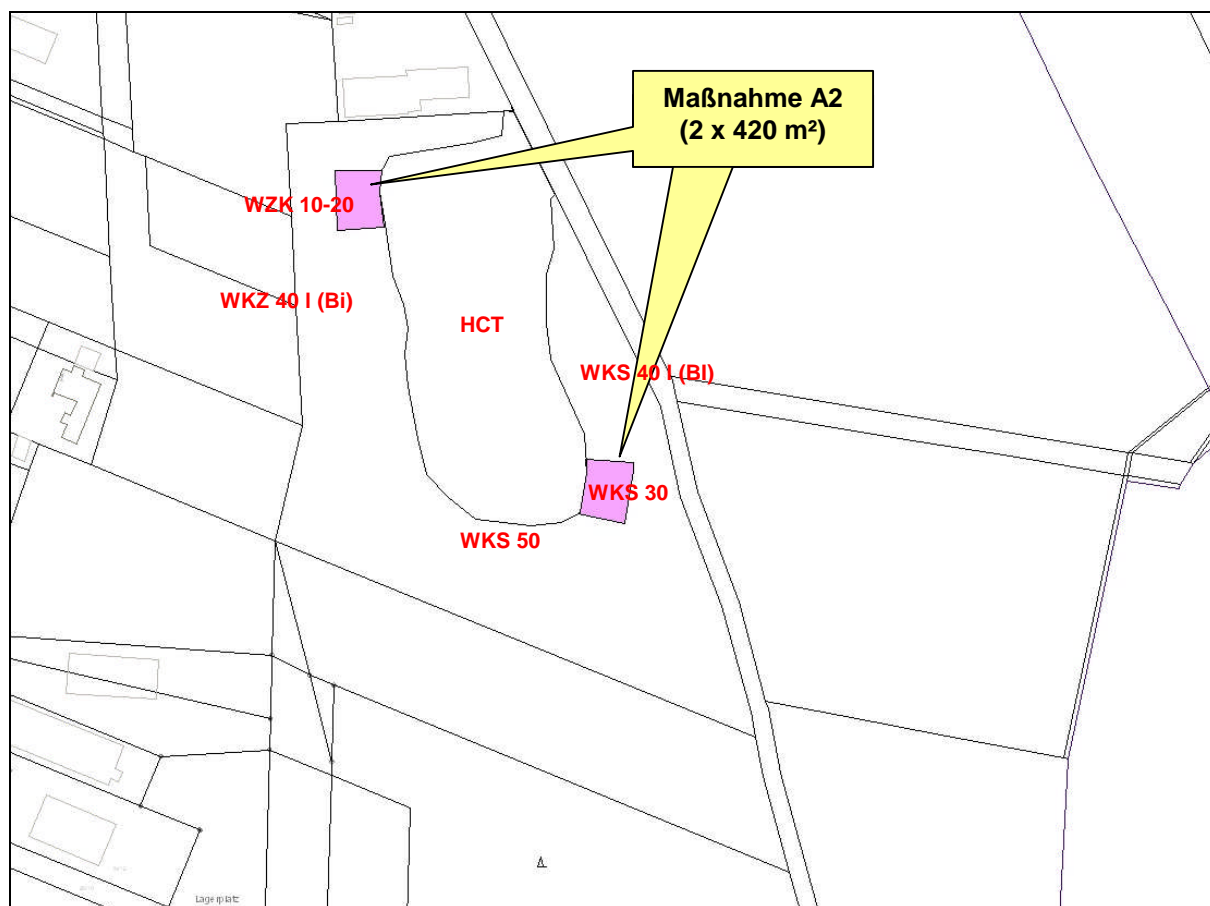 Maßnahme A2
(2 x 420 m²)
WZK 10-20
WKZ 40 I (Bi)
HCT
WKS 40 I (BI)
WKS 30
WKS 50
Lagerplatz